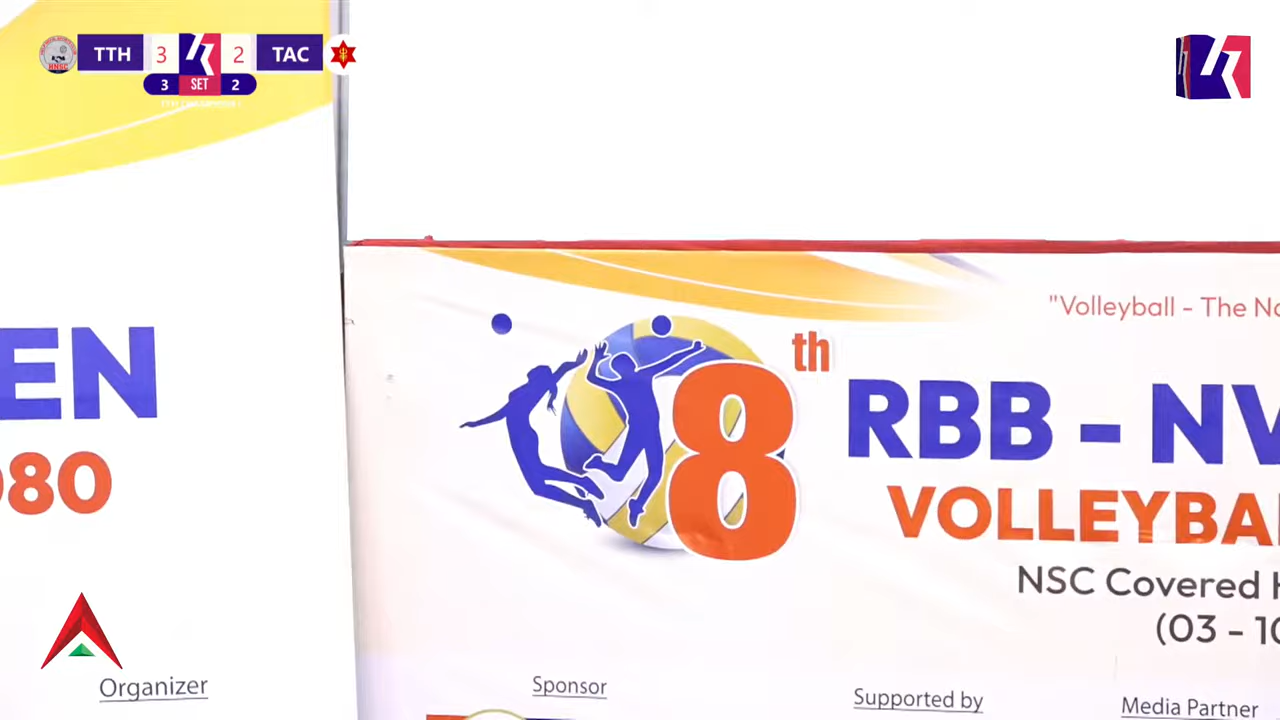 TTH 3 2 TAC
3 SET 2
"Volleyball - The Na
th
8
RBB - NV
EN
VOLLEYBA
080
NSC Covered H
(03 - 10
Organizer
Sponsor
Supported by
Media Partner